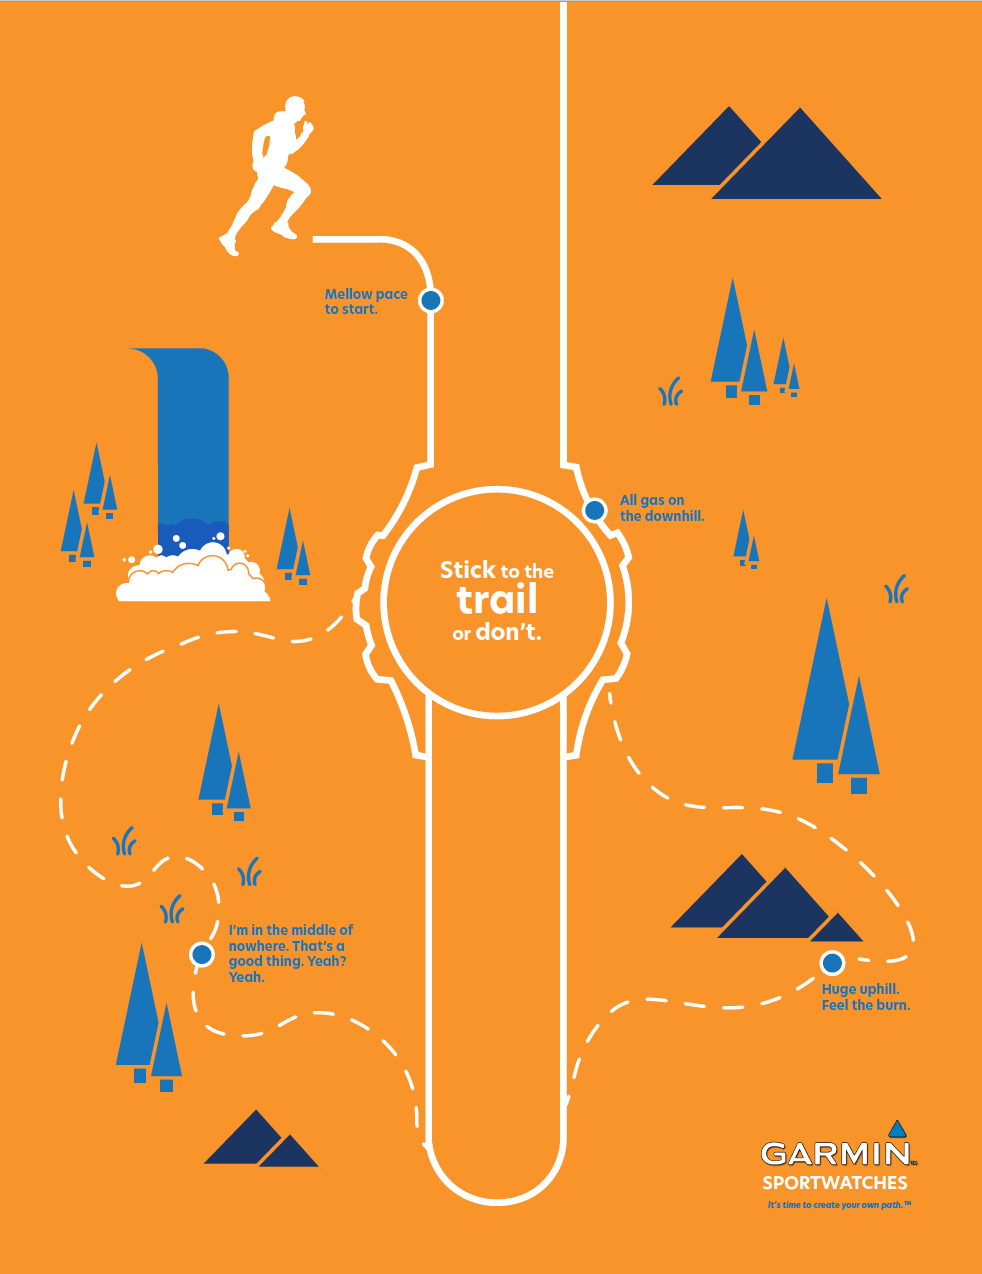 Mellow pace
to start.
All gas on
the downhill.
Stick to the
trail
or don't.
I'm in the middle of
nowhere. That's a
good thing. Yeah?
Yeah.
Huge uphill.
Feel the burn.
GARMIN
SPORTWATCHES
It's time to create your own path.™